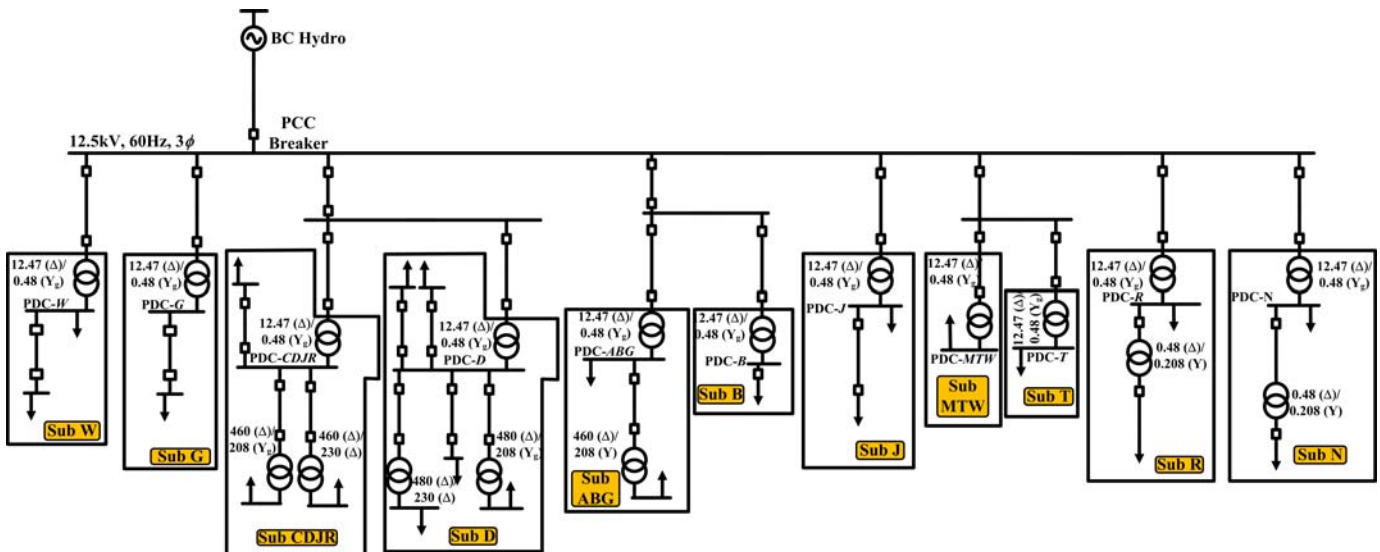 BC Hydro
PCC
Breaker
12.5kV, 60Hz, 3ϕ
12.47 (Δ)/
0.48 (Yg)
PDC-W
Sub W
12.47 (Δ)/
0.48 (Yg)
PDC-G
Sub G
12.47 (Δ)/
0.48 (Yg)
PDC-CDJR
460 (Δ)/
208 (Yg)
460 (Δ)/
230 (Δ)
Sub CDJR
12.47 (Δ)/
0.48 (Yg)
PDC-D
480 (Δ)/
230 (Δ)
480 (Δ)/
208 (Yg)
Sub D
12.47 (Δ)/
0.48 (Yg)
PDC-ABG
460 (Δ)/
208 (Y)
Sub
ABG
2.47 (Δ)/
0.48 (Yg)
PDC-B
Sub B
12.47 (Δ)/
0.48 (Yg)
PDC-J
Sub J
12.47 (Δ)/
0.48 (Yg)
PDC-MTW
Sub
MTW
12.47 (Δ)/
0.48 (Yg)
PDC-T
Sub T
12.47 (Δ)/
0.48 (Yg)
PDC-R
0.48 (Δ)/
0.208 (Y)
Sub R
12.47 (Δ)/
0.48 (Yg)
PDC-N
0.48 (Δ)/
0.208 (Y)
Sub N